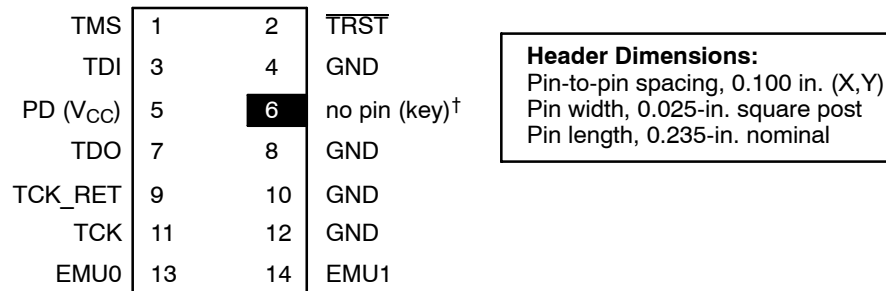 TMS 1 2 TRST
TDI 3 4 GND
PD (VCC) 5 6 no pin (key)†
TDO 7 8 GND
TCK_RET 9 10 GND
TCK 11 12 GND
EMU0 13 14 EMU1
Header Dimensions:
Pin-to-pin spacing, 0.100 in. (X,Y)
Pin width, 0.025-in. square post
Pin length, 0.235-in. nominal